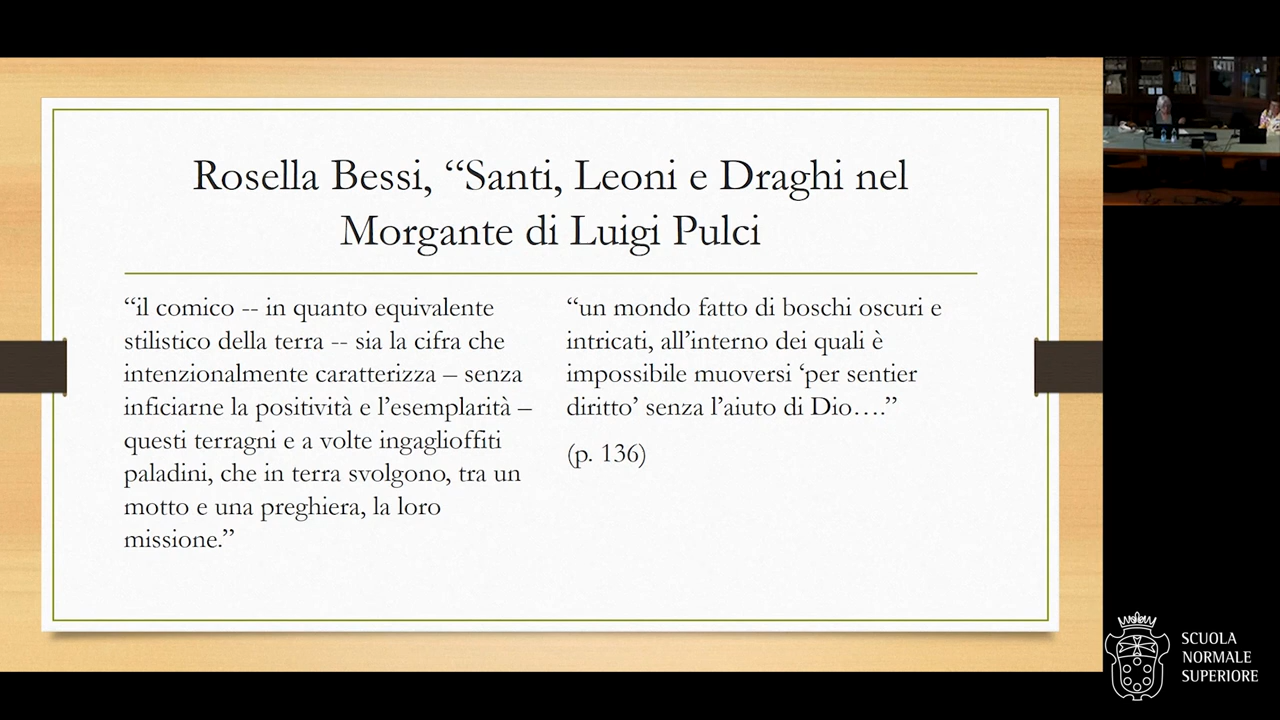 Rosella Bessi, “Santi, Leoni e Draghi nel
Morgante di Luigi Pulci
“il comico -- in quanto equivalente
stilistico della terra -- sia la cifra che
intenzionalmente caratterizza – senza
inficiarne la positività e l’esemplarità –
questi terragni e a volte ingaglioffiti
paladini, che in terra svolgono, tra un
motto e una preghiera, la loro
missione.”
“un mondo fatto di boschi oscuri e
intricati, all’interno dei quali è
impossibile muoversi ‘per sentier
diritto’ senza l’aiuto di Dio….”
(p. 136)
SCUOLA
NORMALE
SUPERIORE